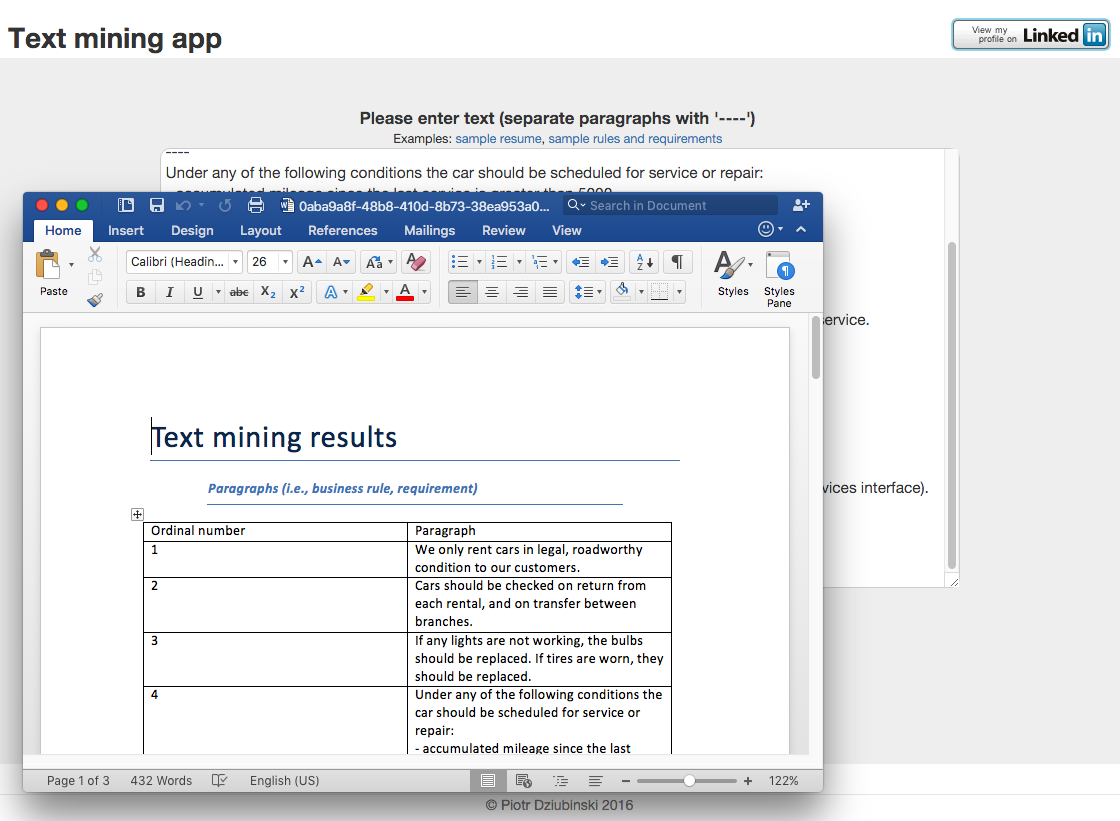 Text mining app
View my
profile on Linked in
Please enter text (separate paragraphs with '----')
Examples: sample resume, sample rules and requirements
----
Under any of the following conditions the car should be scheduled for service or repair:
- accumulated mileage since the last service is greater than 5000
0aba9a8f-48b8-410d-8b73-38ea953a0...
Search in Document
Home Insert Design Layout References Mailings Review View
Paste
Calibri (Headin...
26
Styles
Styles
Pane
ervice.
vices interface).
Text mining results
Paragraphs (i.e., business rule, requirement)
Ordinal number Paragraph
1 We only rent cars in legal, roadworthy
condition to our customers.
2 Cars should be checked on return from
each rental, and on transfer between
branches.
3 If any lights are not working, the bulbs
should be replaced. If tires are worn, they
should be replaced.
4 Under any of the following conditions the
car should be scheduled for service or
repair:
- accumulated mileage since the last
Page 1 of 3 432 Words English (US) 122%
© Piotr Dziubinski 2016